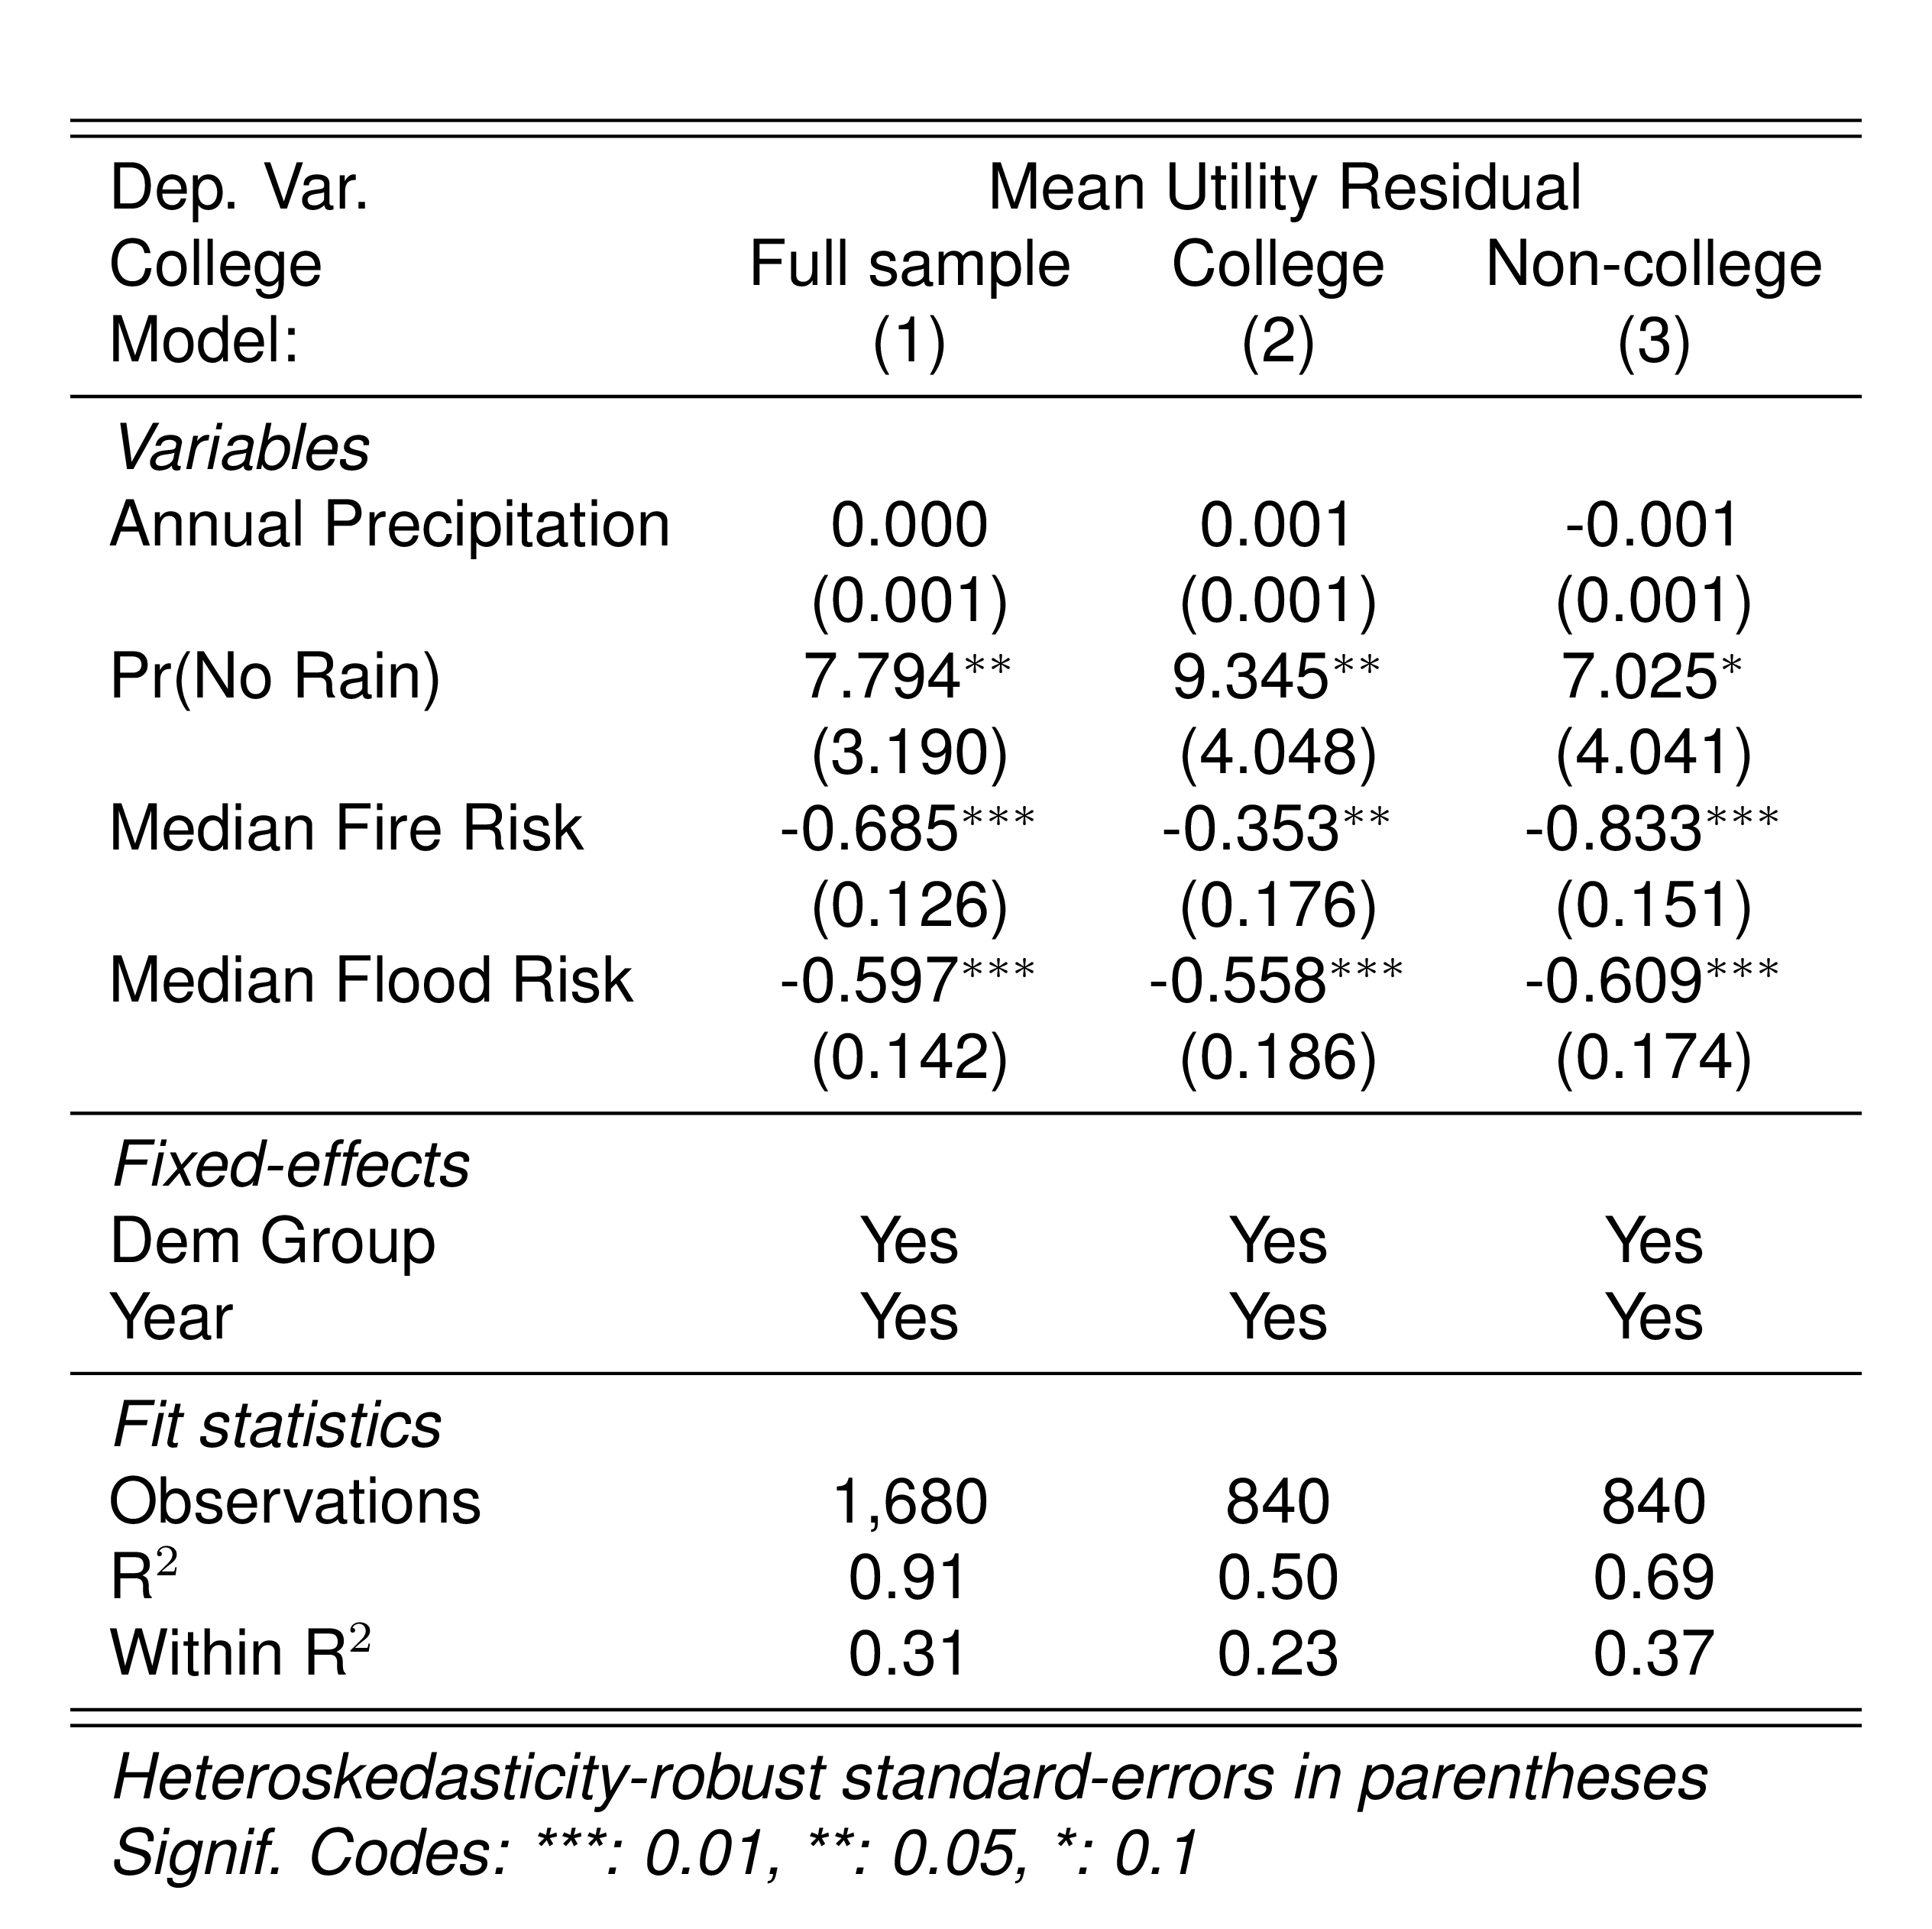 Dep. Var. Mean Utility Residual
College Full sample College Non-college
Model: (1) (2) (3)
Variables
Annual Precipitation 0.000 0.001 -0.001
(0.001) (0.001) (0.001)
Pr(No Rain) 7.794** 9.345** 7.025*
(3.190) (4.048) (4.041)
Median Fire Risk -0.685*** -0.353** -0.833***
(0.126) (0.176) (0.151)
Median Flood Risk -0.597*** -0.558*** -0.609***
(0.142) (0.186) (0.174)
Fixed-effects
Dem Group Yes Yes Yes
Year Yes Yes Yes
Fit statistics
Observations 1,680 840 840
R² 0.91 0.50 0.69
Within R² 0.31 0.23 0.37
Heteroskedasticity-robust standard-errors in parentheses
Signif. Codes: ***: 0.01, **: 0.05, *: 0.1